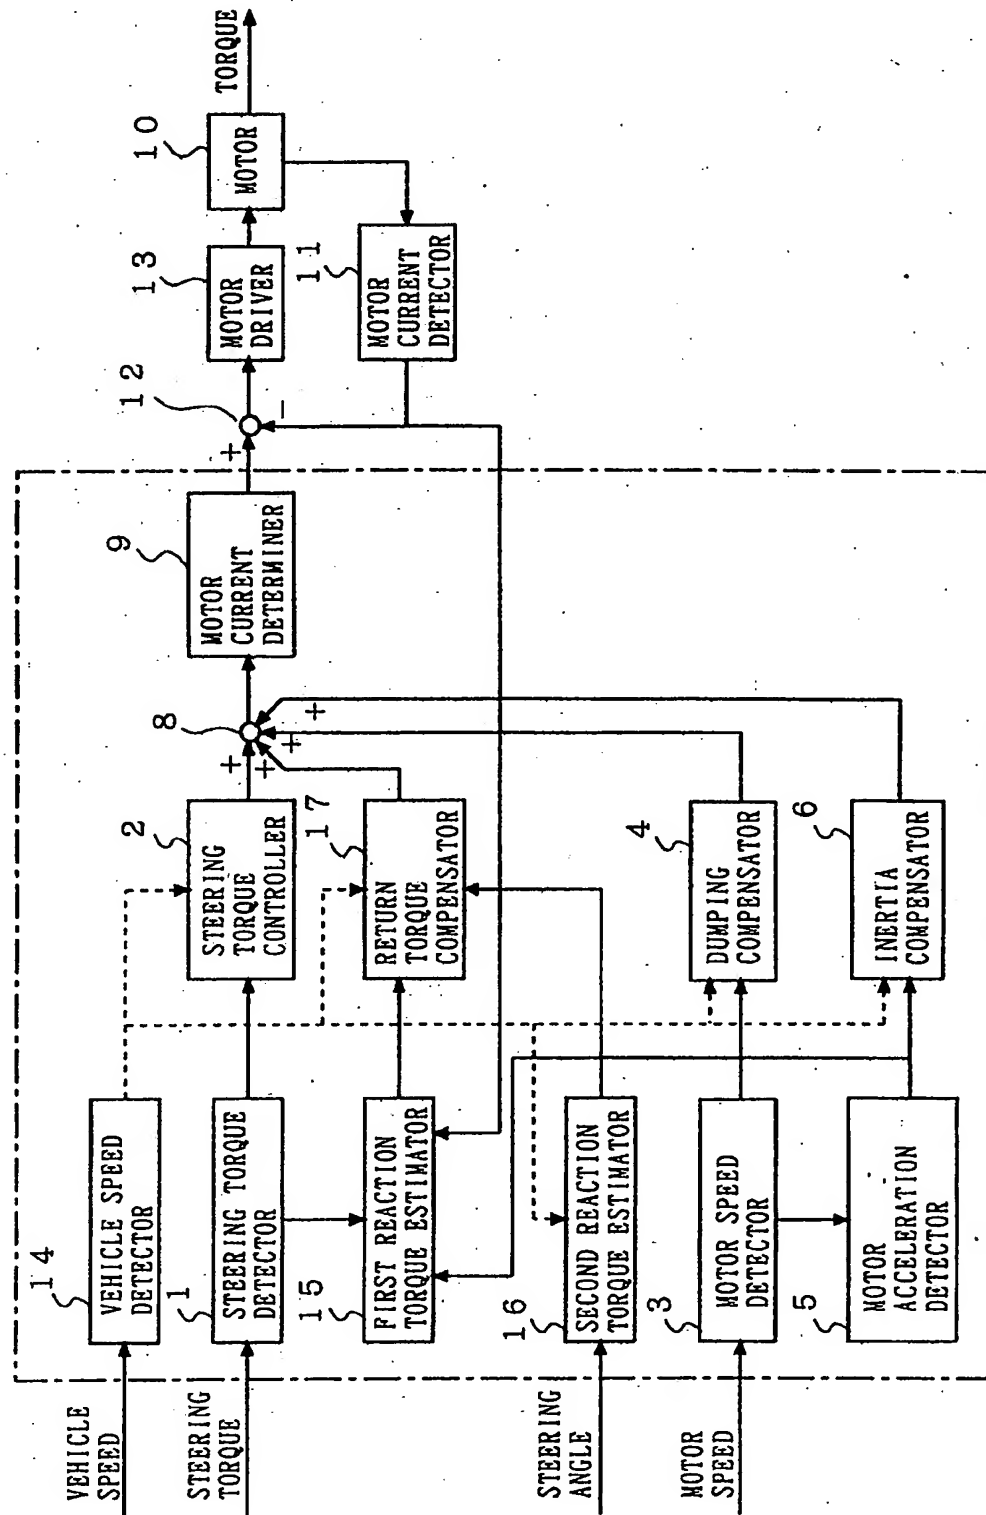 VEHICLE
SPEED
STEERING
TORQUE
STEERING
ANGLE
MOTOR
SPEED
14
VEHICLE SPEED
DETECTOR
1
STEERING TORQUE
DETECTOR
15
FIRST REACTION
TORQUE ESTIMATOR
16
SECOND REACTION
TORQUE ESTIMATOR
3
MOTOR SPEED
DETECTOR
5
MOTOR
ACCELERATION
DETECTOR
2
STEERING
TORQUE
CONTROLLER
17
RETURN
TORQUE
COMPENSATOR
4
DUMPING
COMPENSATOR
6
INERTIA
COMPENSATOR
8
+
+
+
+
9
MOTOR
CURRENT
DETERMINER
12
+
-
13
MOTOR
DRIVER
10
MOTOR
11
MOTOR
CURRENT
DETECTOR
TORQUE